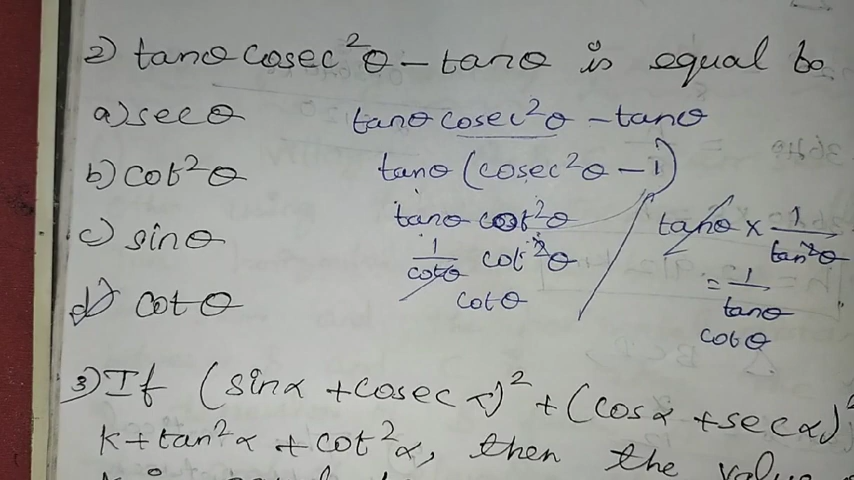 2) tanθ cosec²θ - tanθ is equal to
a) secθ
b) cot²θ
c) sinθ
d) cotθ
tanθ cosec²θ - tanθ
tanθ (cosec²θ - 1)
tanθ cot²θ
1/cotθ cot²θ
cotθ
tanθ × 1/tan²θ
= 1/tanθ
cotθ
3) If (sinα + cosec α)² + (cosα + secα)²
k + tan²α + cot²α, then the value